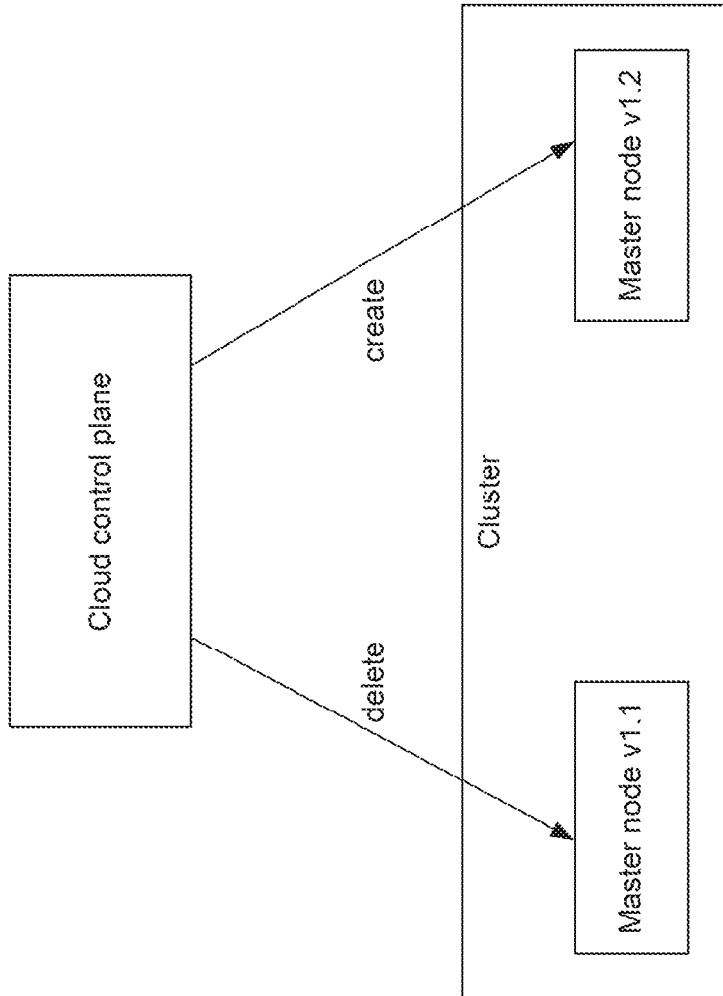 Cloud control plane
delete
create
Cluster
Master node v1.1
Master node v1.2